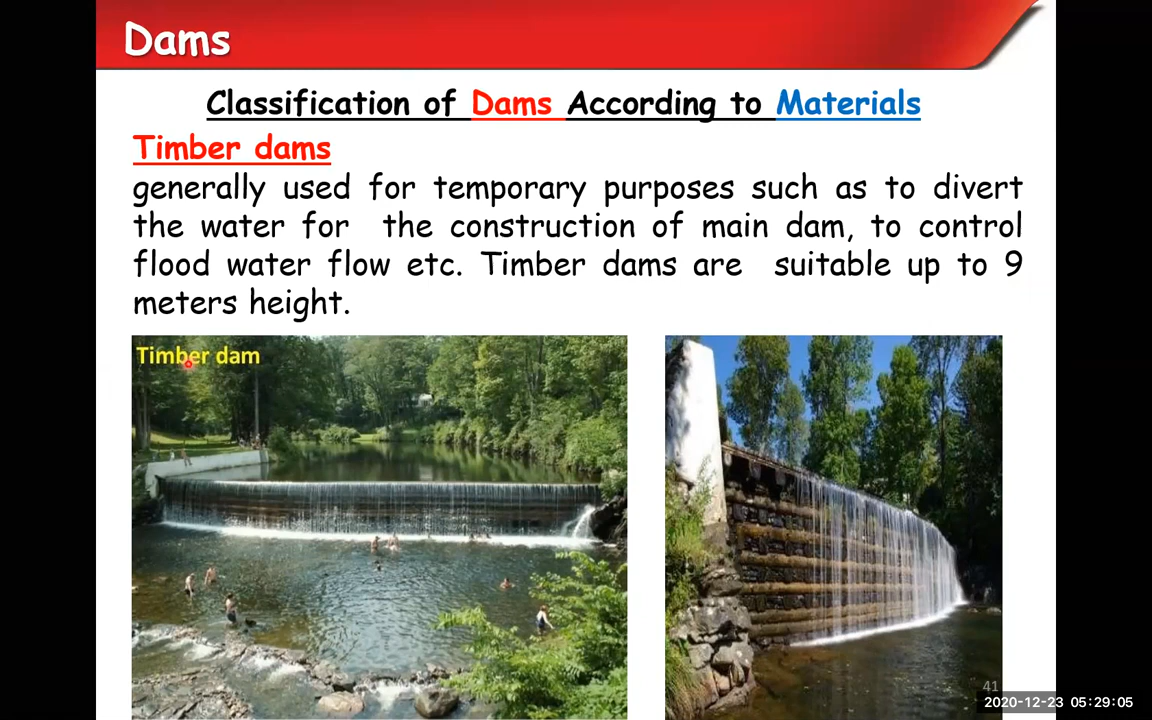 Dams
Classification of Dams According to Materials
Timber dams
generally used for temporary purposes such as to divert
the water for the construction of main dam, to control
flood water flow etc. Timber dams are suitable up to 9
meters height.
Timber dam
41
2020-12-23 05:29:05